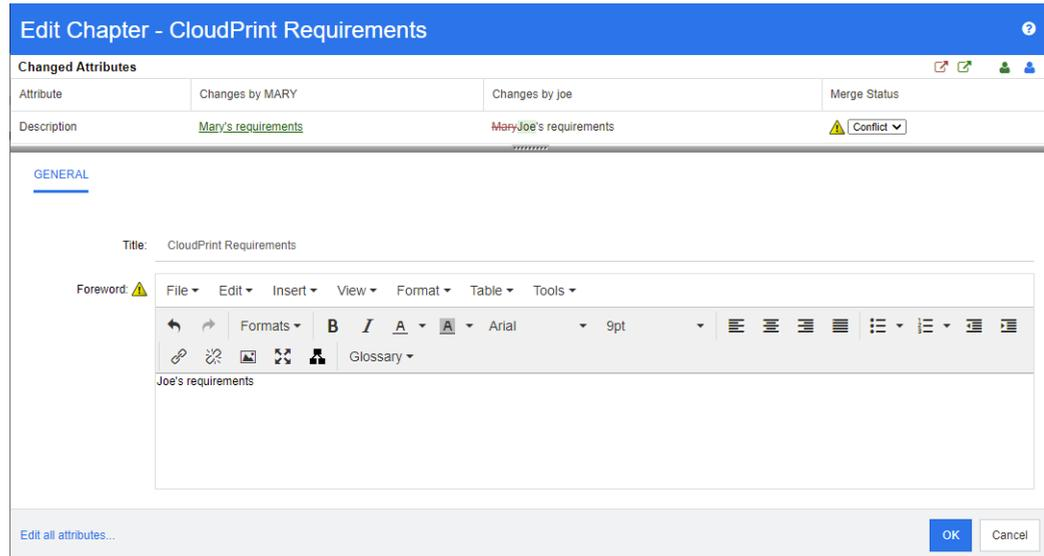 Edit Chapter - CloudPrint Requirements
Changed Attributes
Attribute Changes by MARY Changes by joe Merge Status
Description Mary's requirements MaryJoe's requirements Conflict
GENERAL
Title: CloudPrint Requirements
Foreword:
File Edit Insert View Format Table Tools
Formats B I A A Arial 9pt
Glossary
Joe's requirements
Edit all attributes... OK Cancel